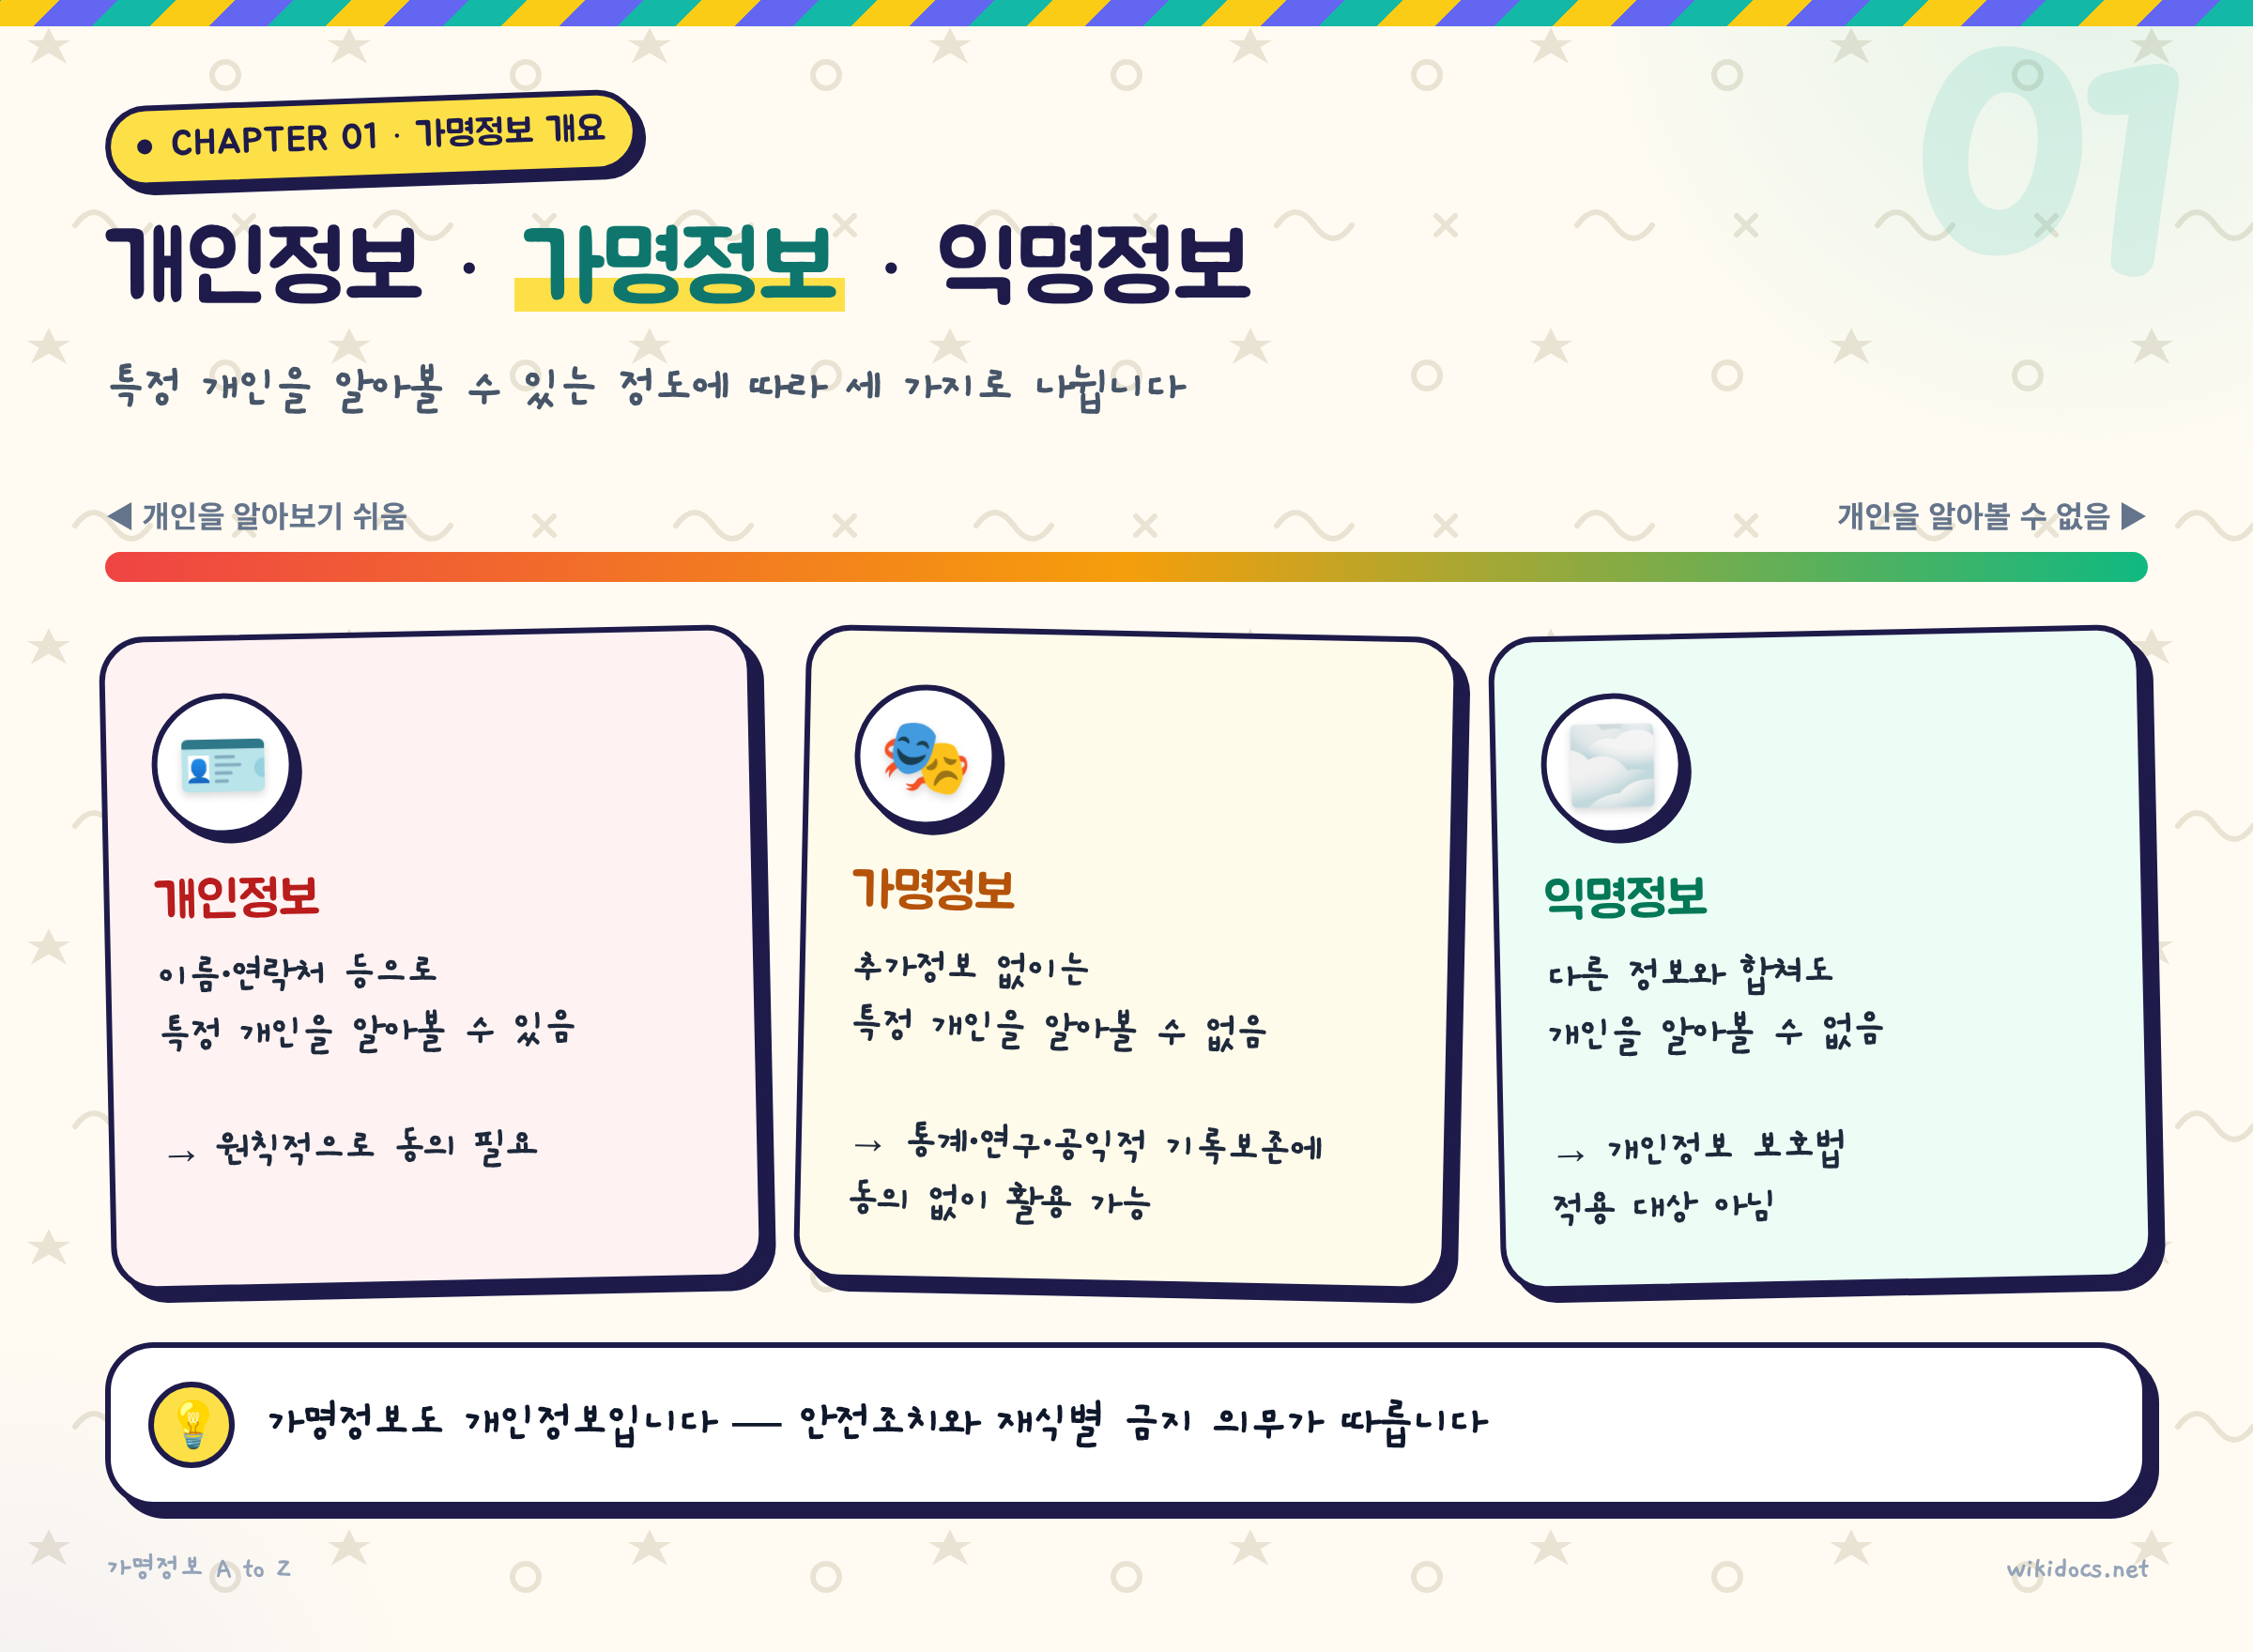 01
• CHAPTER 01 · 가명정보 개요
개인정보 · 가명정보 · 익명정보
특정 개인을 알아볼 수 있는 정도에 따라 세 가지로 나뉩니다
◀ 개인을 알아보기 쉬움
개인을 알아볼 수 없음 ▶
개인정보
이름·연락처 등으로
특정 개인을 알아볼 수 있음
→ 원칙적으로 동의 필요
가명정보
추가정보 없이는
특정 개인을 알아볼 수 없음
→ 통계·연구·공익적 기록보존에
동의 없이 활용 가능
익명정보
다른 정보와 합쳐도
개인을 알아볼 수 없음
→ 개인정보 보호법
적용 대상 아님
가명정보도 개인정보입니다 — 안전조치와 재식별 금지 의무가 따릅니다
가명정보 A to Z
wikidocs.net